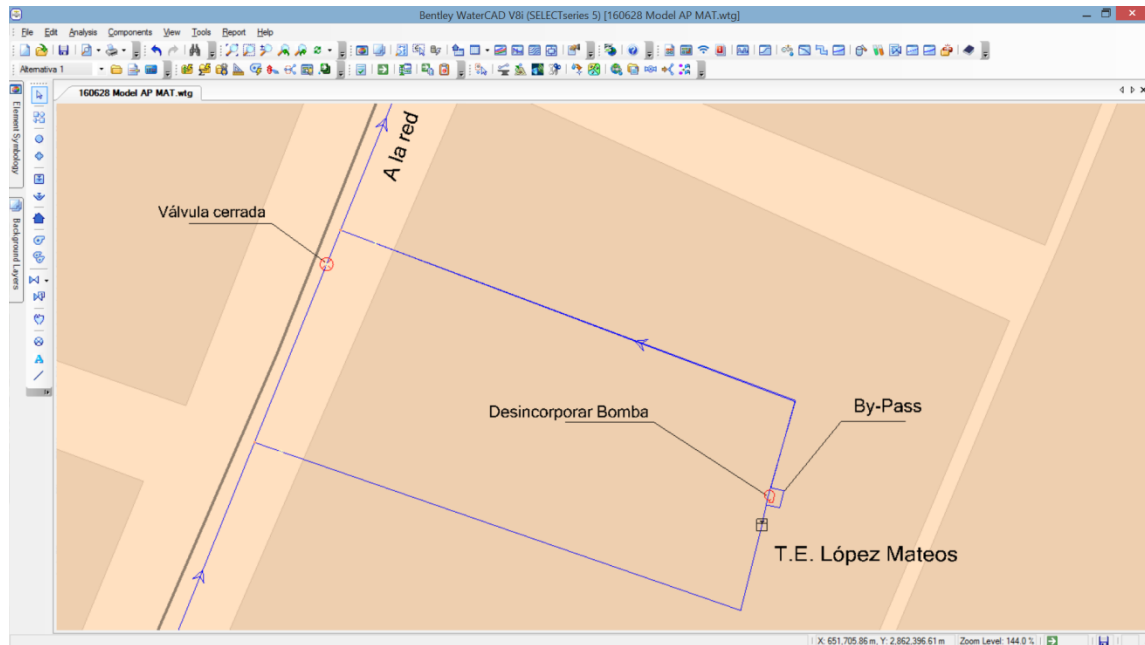 Bentley WaterCAD V8i (SELECTseries 5) [160628 Model AP MAT.wtg]
File Edit Analysis Components View Tools Report Help
Alternativa 1
160628 Model AP MAT.wtg
Element Symbology
Background Layers
A la red
Válvula cerrada
Desincorporar Bomba
By-Pass
T.E. López Mateos
X: 651,705.86 m, Y: 2,862,396.61 m Zoom Level: 144.0 %